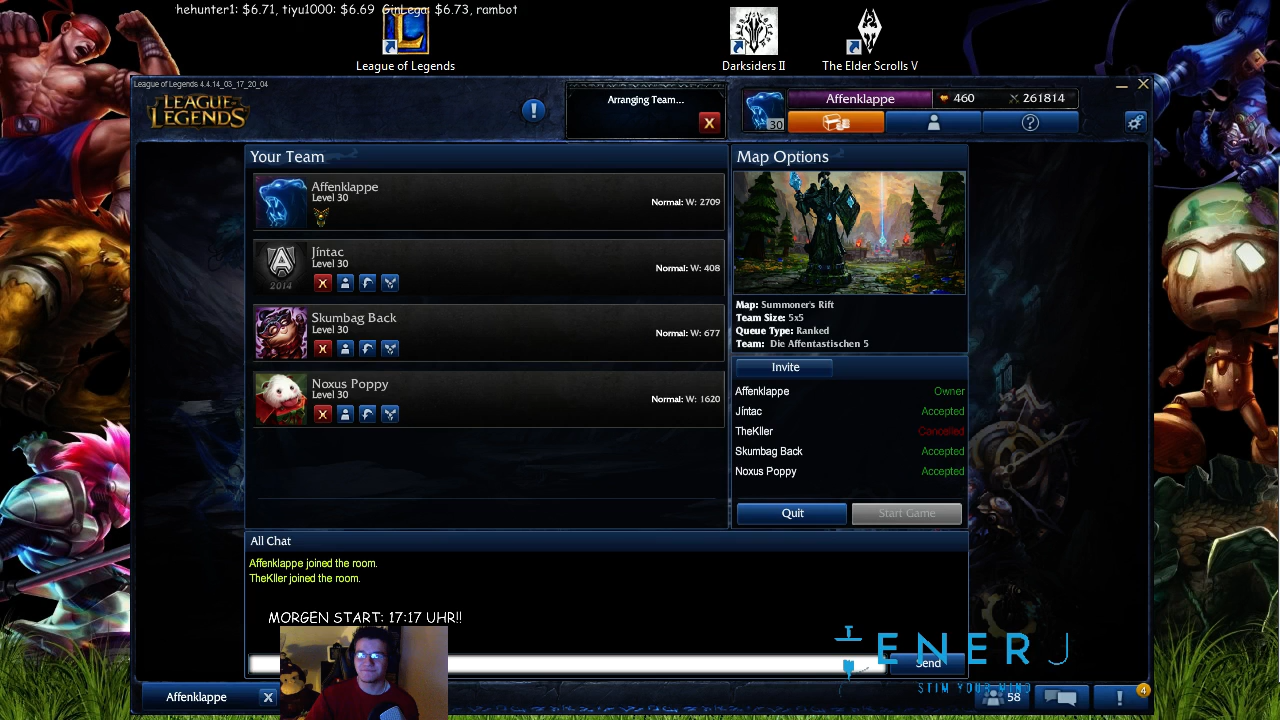 hehunter1: $6.71, tiyu1000: $6.69 GinLega: $6.73, rambot
League of Legends
Darksiders II
The Elder Scrolls V
League of Legends 4.4.14_03_17_20_04
LEAGUE OF LEGENDS
!
Arranging Team...
X
30
Affenklappe
460
261814
?
Your Team
Affenklappe
Level 30
Normal: W: 2709
2014
Jíntac
Level 30
Normal: W: 408
Skumbag Back
Level 30
Normal: W: 677
Noxus Poppy
Level 30
Normal: W: 1620
Map Options
Map: Summoner's Rift
Team Size: 5x5
Queue Type: Ranked
Team: Die Affentastischen 5
Invite
Affenklappe Owner
Jíntac Accepted
TheKller Cancelled
Skumbag Back Accepted
Noxus Poppy Accepted
Quit
Start Game
All Chat
Affenklappe joined the room.
TheKller joined the room.
MORGEN START: 17:17 UHR!!
ENERJ
STIM YOUR MIND
Send
Affenklappe
X
58
!
4